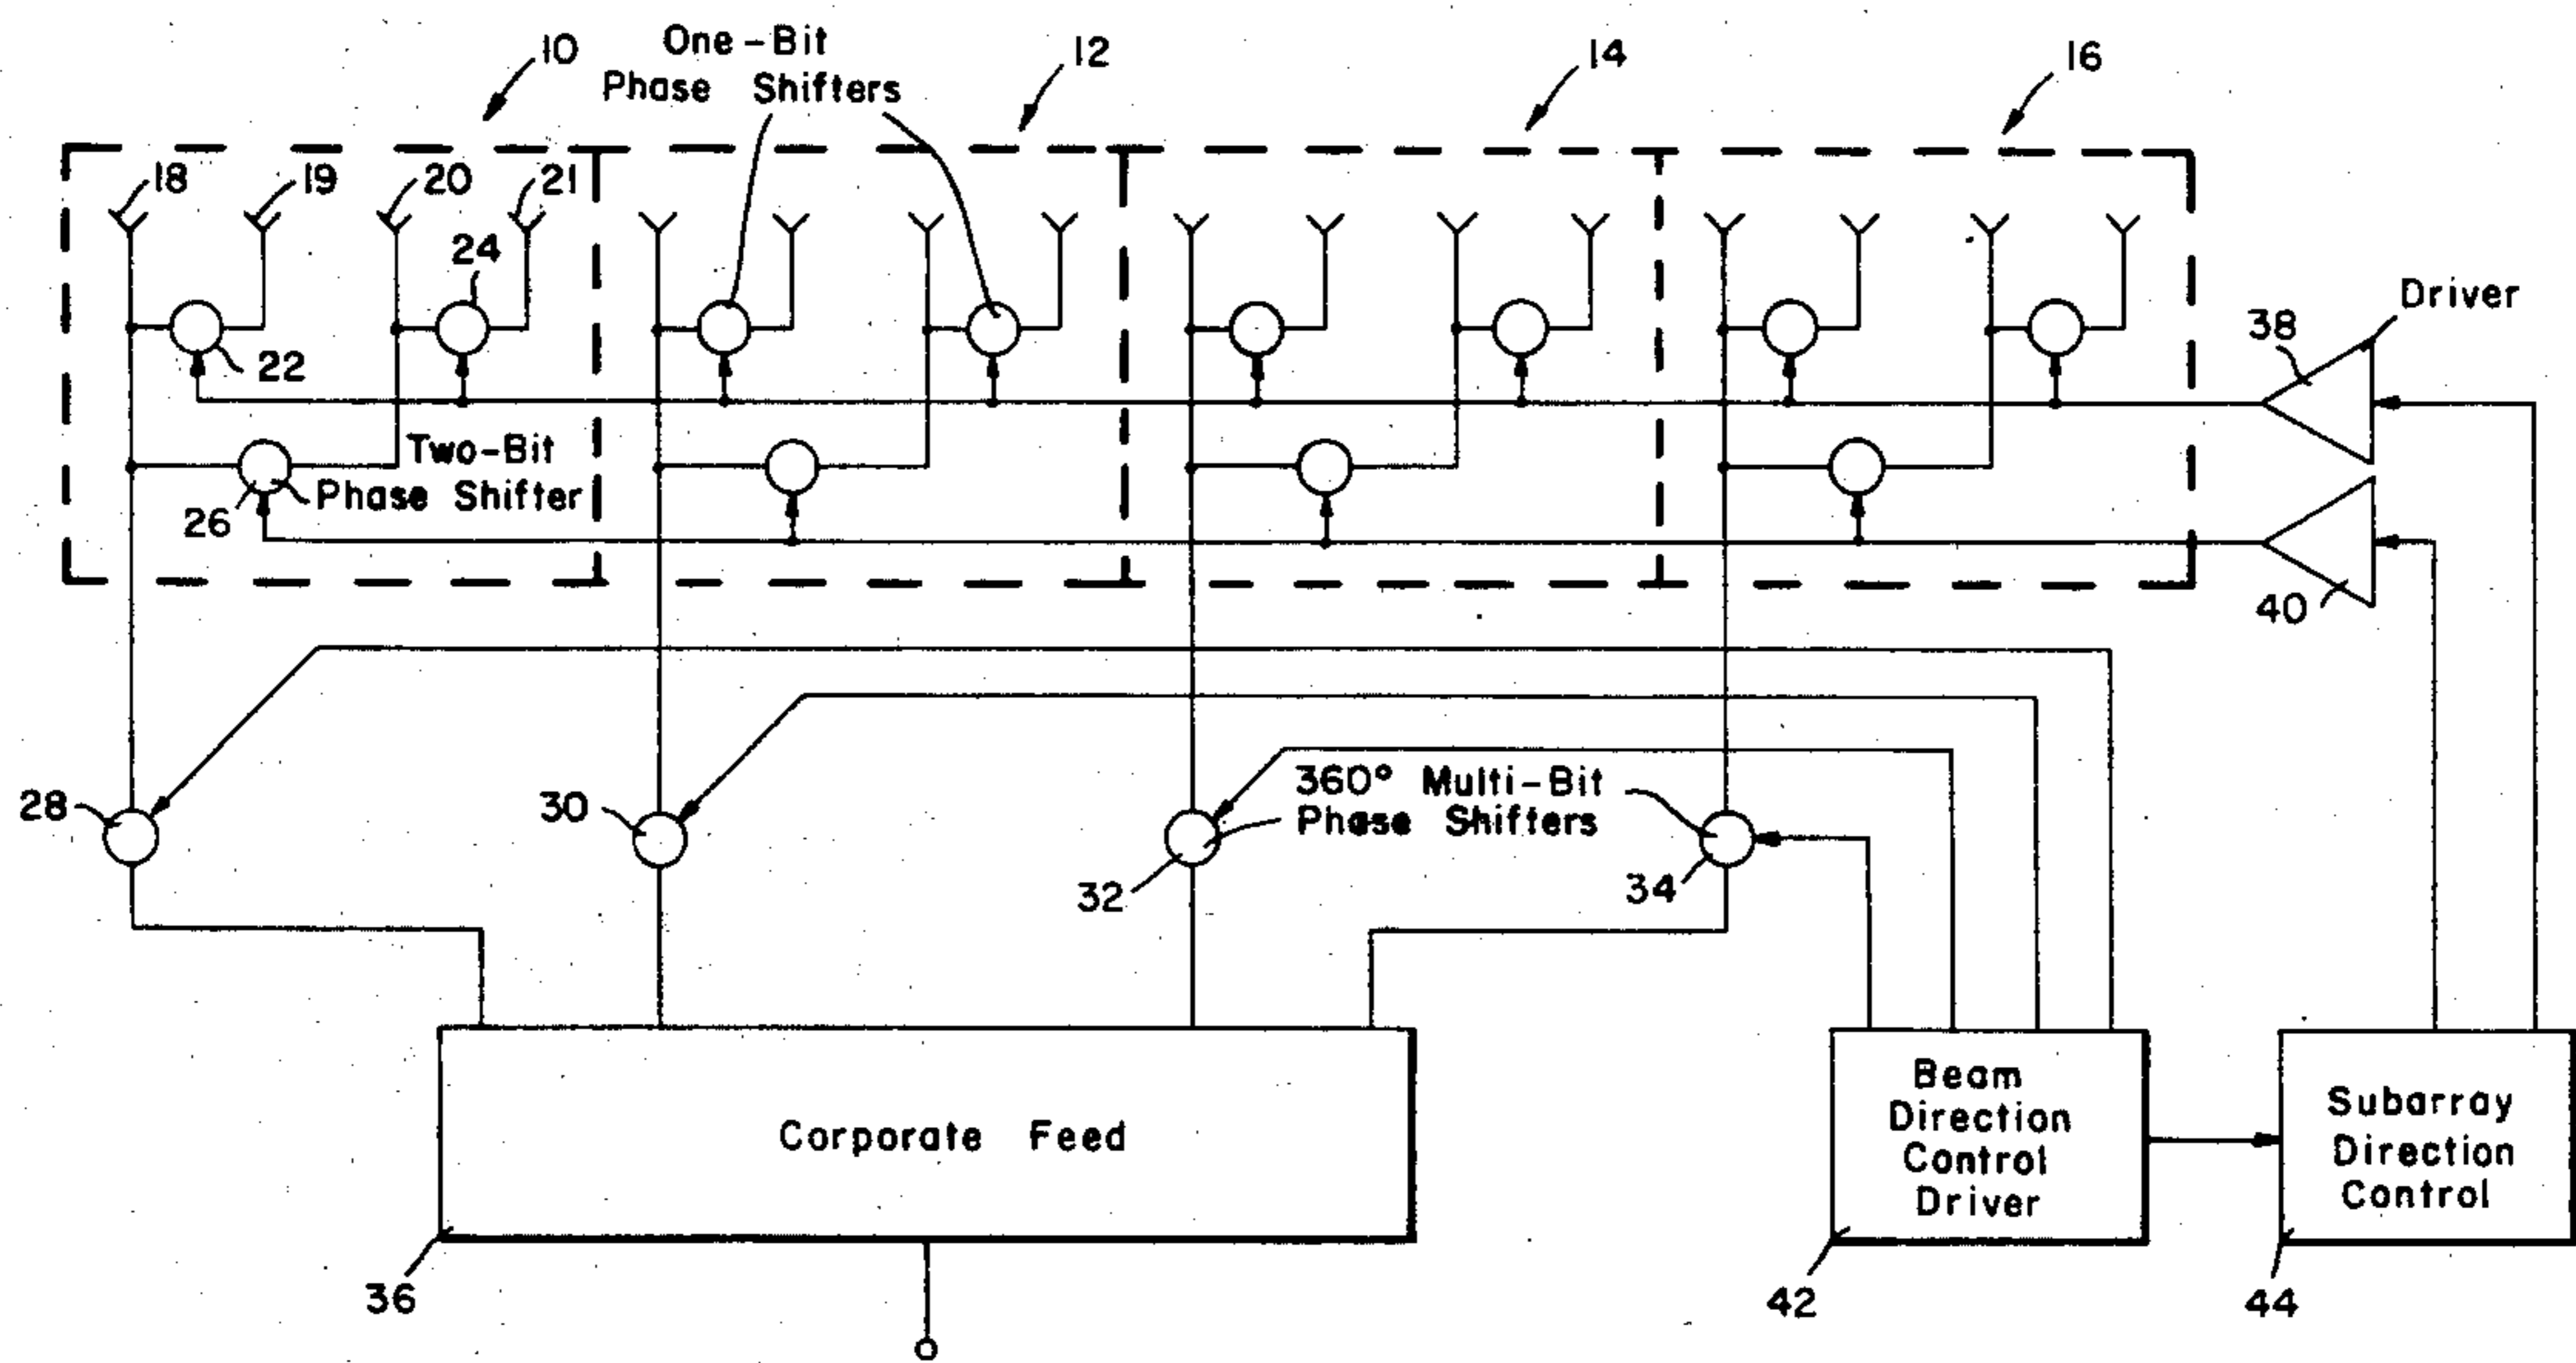 10
One-Bit
Phase Shifters
12
14
16
18
19
20
21
24
22
Driver
38
Two-Bit
Phase Shifter
26
40
28
30
360° Multi-Bit
Phase Shifters
32
34
Corporate Feed
Beam
Direction
Control
Driver
Subarray
Direction
Control
36
42
44